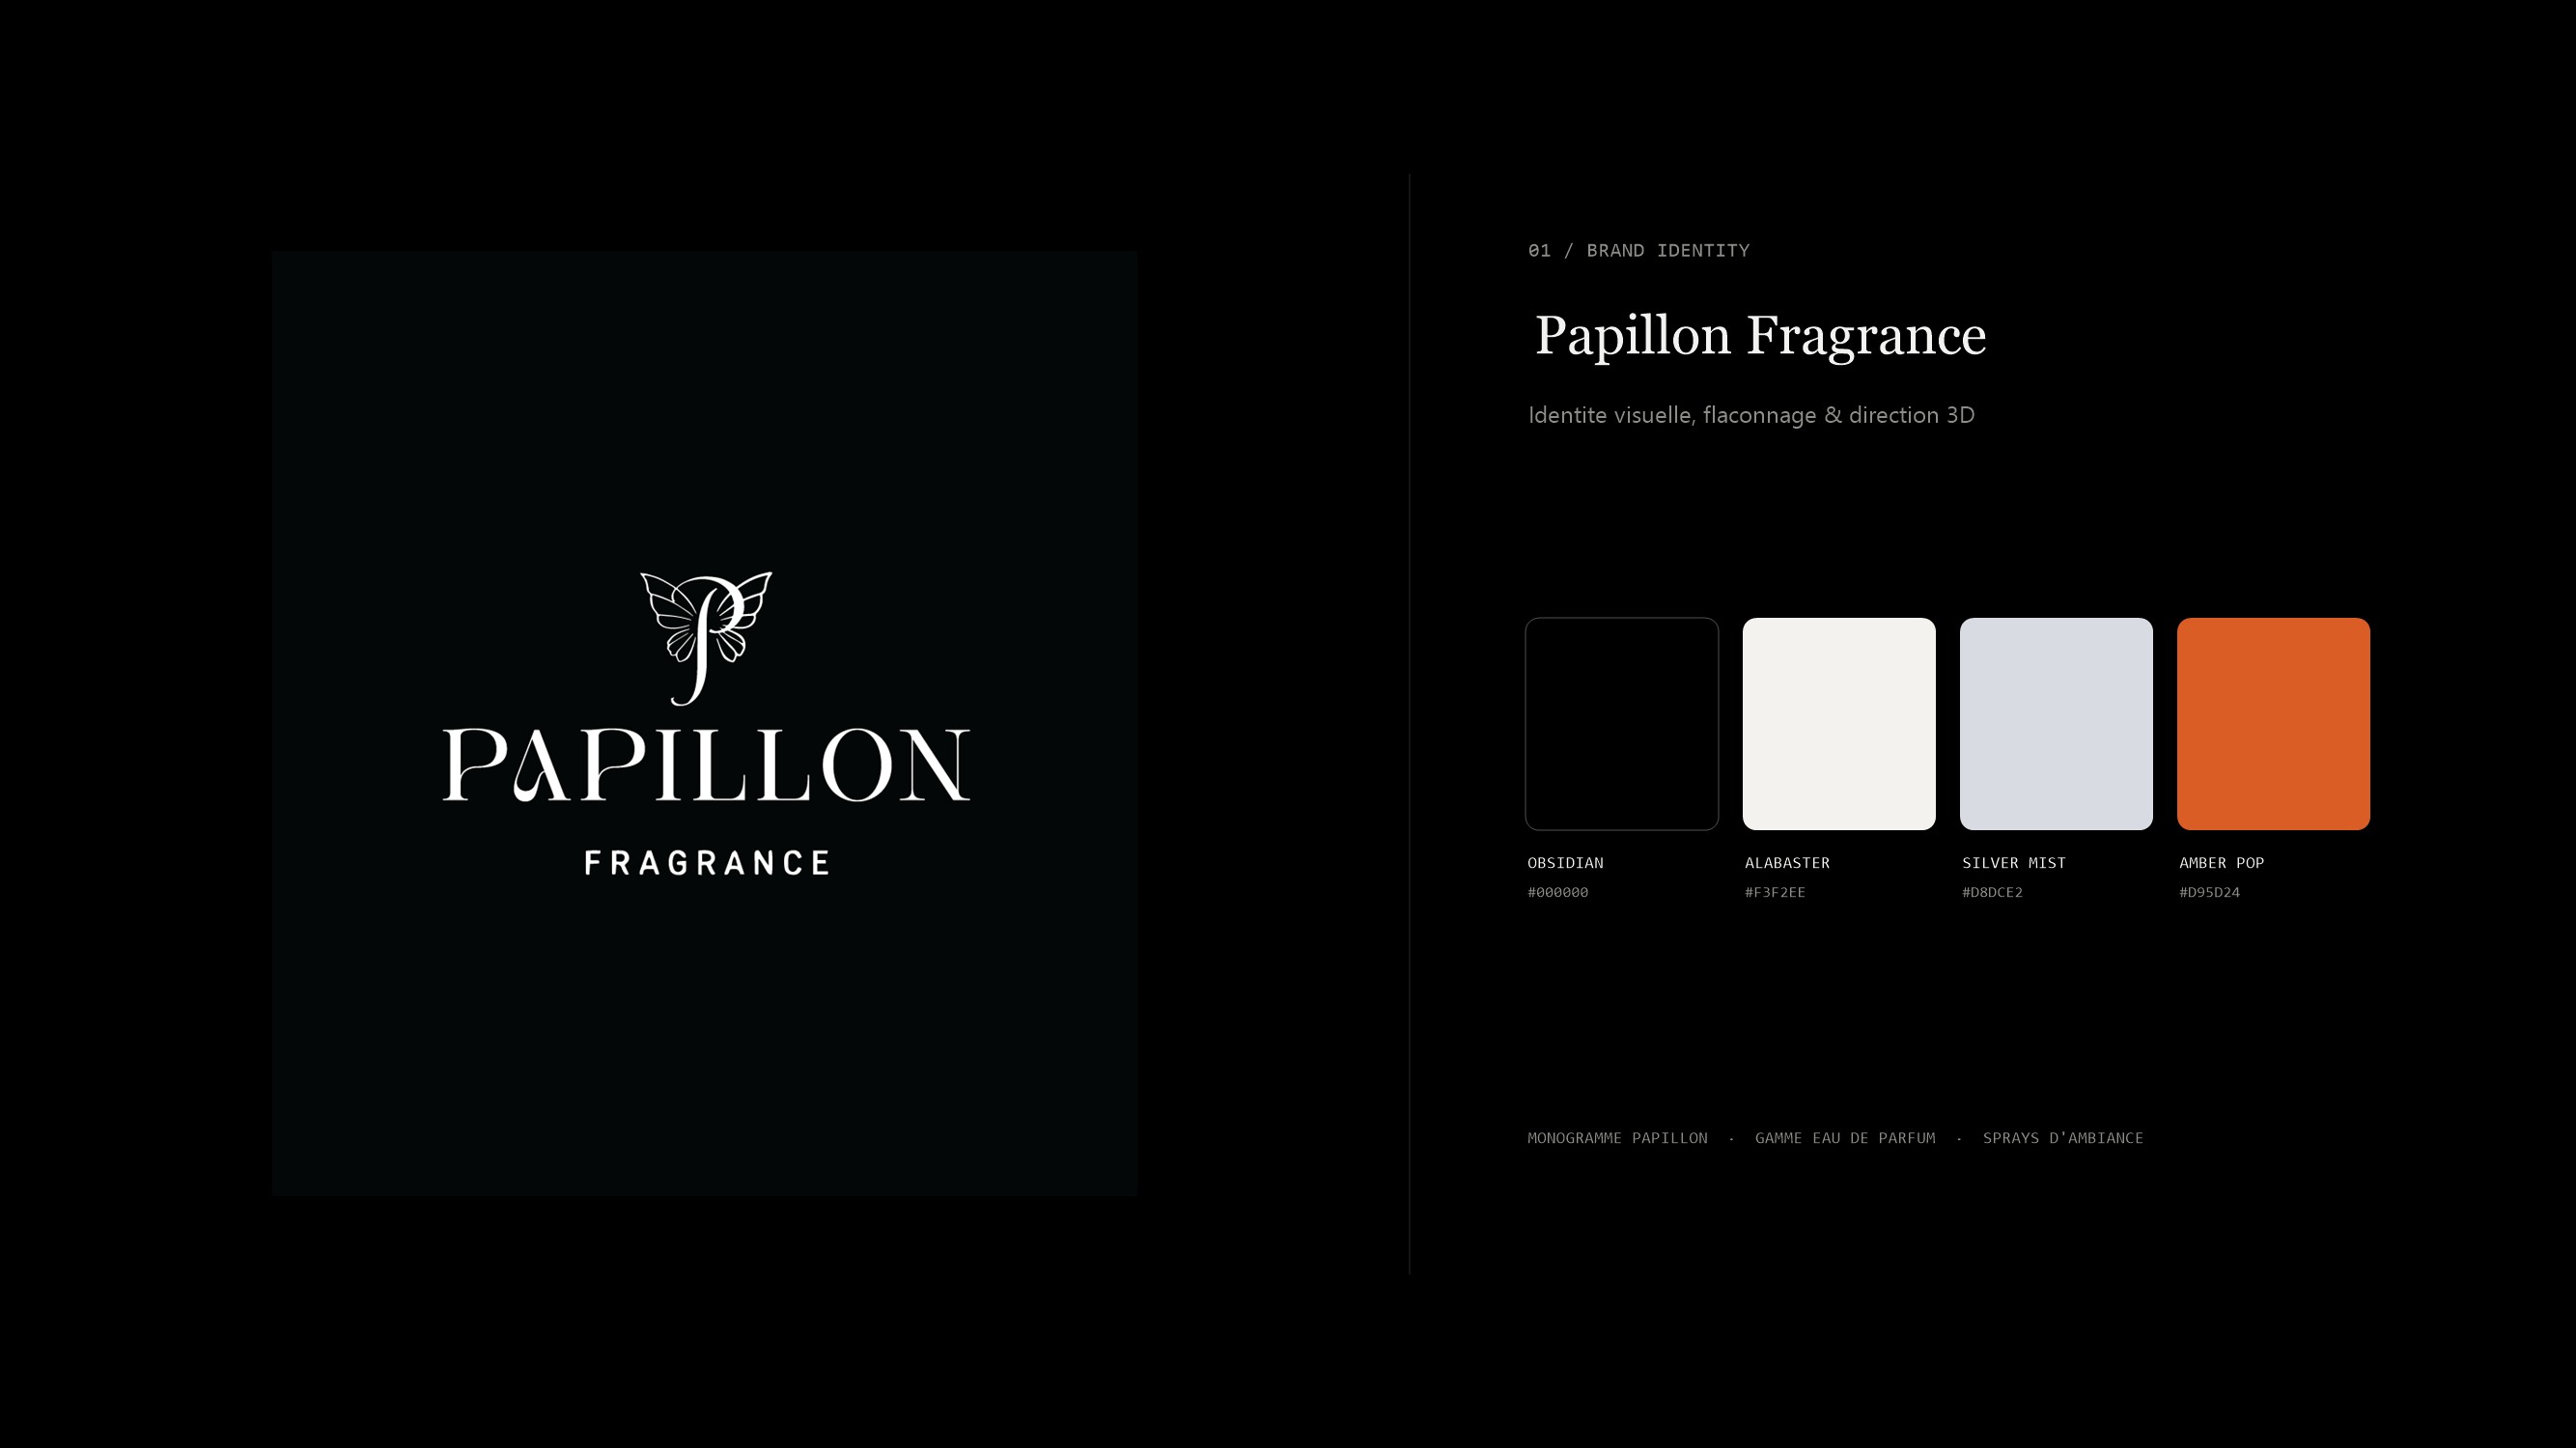 PAPILLON
FRAGRANCE
01 / BRAND IDENTITY
Papillon Fragrance
Identite visuelle, flaconnage & direction 3D
OBSIDIAN
#000000
ALABASTER
#F3F2EE
SILVER MIST
#D8DCE2
AMBER POP
#D95D24
MONOGRAMME PAPILLON · GAMME EAU DE PARFUM · SPRAYS D'AMBIANCE